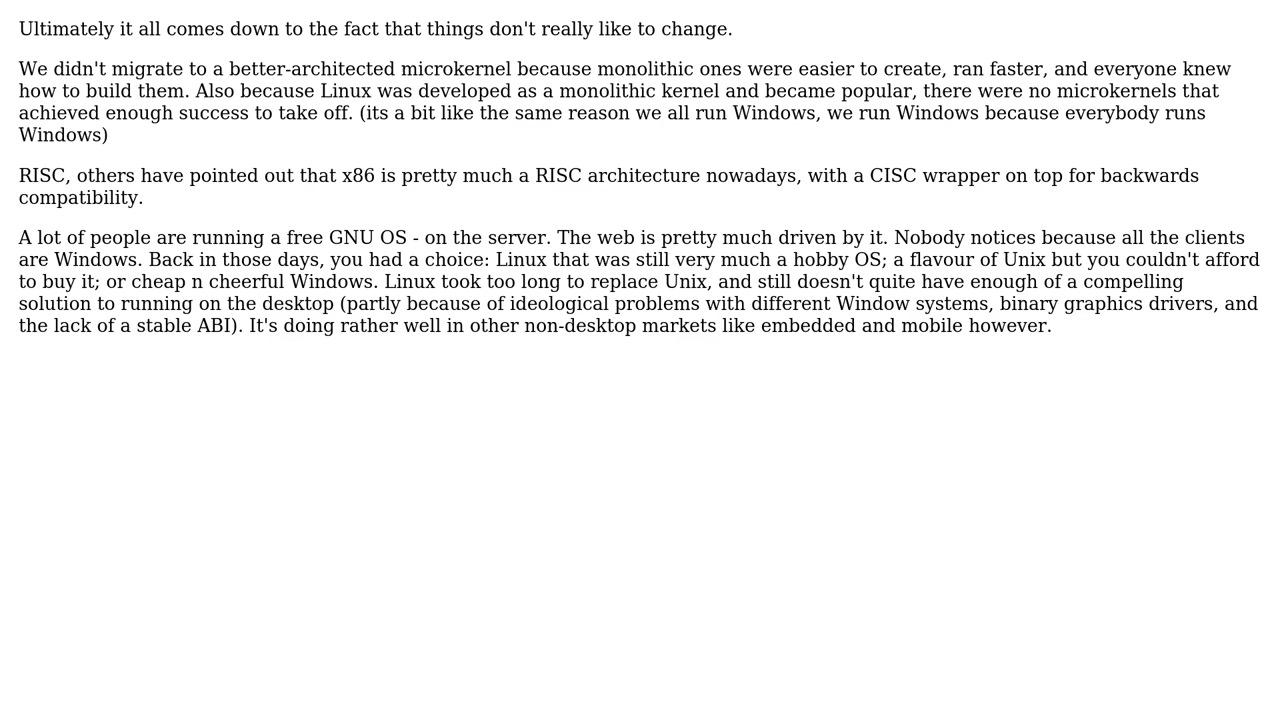 Ultimately it all comes down to the fact that things don't really like to change.
We didn't migrate to a better-architected microkernel because monolithic ones were easier to create, ran faster, and everyone knew
how to build them. Also because Linux was developed as a monolithic kernel and became popular, there were no microkernels that
achieved enough success to take off. (its a bit like the same reason we all run Windows, we run Windows because everybody runs
Windows)
RISC, others have pointed out that x86 is pretty much a RISC architecture nowadays, with a CISC wrapper on top for backwards
compatibility.
A lot of people are running a free GNU OS - on the server. The web is pretty much driven by it. Nobody notices because all the clients
are Windows. Back in those days, you had a choice: Linux that was still very much a hobby OS; a flavour of Unix but you couldn't afford
to buy it; or cheap n cheerful Windows. Linux took too long to replace Unix, and still doesn't quite have enough of a compelling
solution to running on the desktop (partly because of ideological problems with different Window systems, binary graphics drivers, and
the lack of a stable ABI). It's doing rather well in other non-desktop markets like embedded and mobile however.